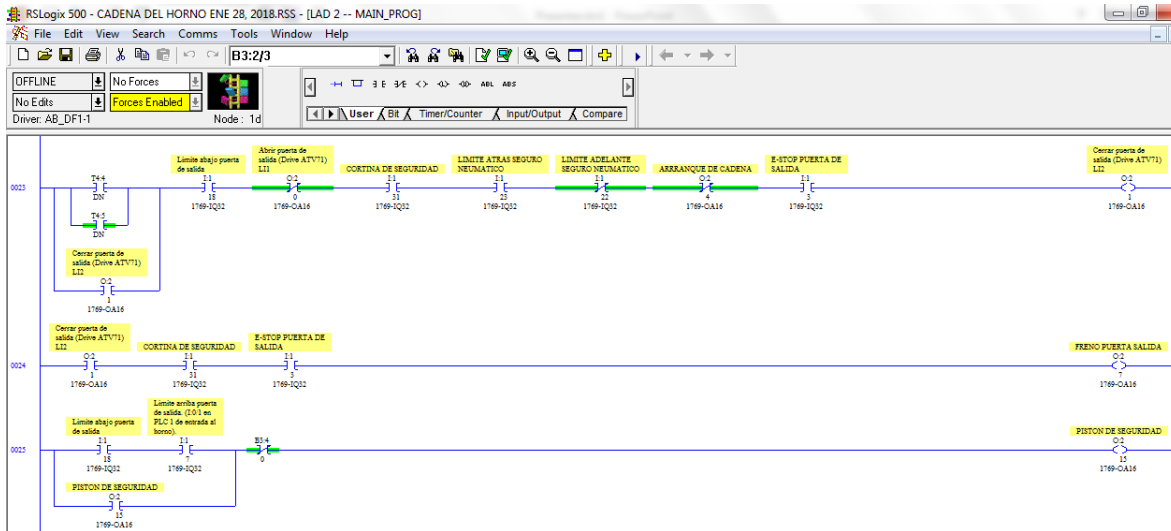 RSLogix 500 - CADENA DEL HORNO ENE 28, 2018.RSS - [LAD 2 -- MAIN_PROG]
File Edit View Search Comms Tools Window Help
B3:2/3
OFFLINE No Forces
No Edits Forces Enabled
Driver: AB_DF1-1 Node : 1d
ABL ABS
User Bit Timer/Counter Input/Output Compare
0023
T4:4
DN
T4:5
DN
Cerrar puerta de
salida (Drive ATV71)
LI2
O:2
1
1769-OA16
Limite abajo puerta
de salida
I:1
18
1769-IQ32
Abrir puerta de
salida (Drive ATV71)
LI1
O:2
0
1769-OA16
CORTINA DE SEGURIDAD
I:1
31
1769-IQ32
LIMITE ATRAS SEGURO
NEUMATICO
I:1
23
1769-IQ32
LIMITE ADELANTE
SEGURO NEUMATICO
I:1
22
1769-IQ32
ARRRANQUE DE CADENA
O:2
4
1769-OA16
E-STOP PUERTA DE
SALIDA
I:1
3
1769-IQ32
Cerrar puerta de
salida (Drive ATV71)
LI2
O:2
1
1769-OA16
0024
Cerrar puerta de
salida (Drive ATV71)
LI2
O:2
1
1769-OA16
CORTINA DE SEGURIDAD
I:1
31
1769-IQ32
E-STOP PUERTA DE
SALIDA
I:1
3
1769-IQ32
FRENO PUERTA SALIDA
O:2
7
1769-OA16
0025
Limite abajo puerta
de salida
I:1
18
1769-IQ32
Limite arriba puerta
de salida. (I:0/1 en
PLC 1 de entrada al
horno).
I:1
7
1769-IQ32
B3:4
0
PISTON DE SEGURIDAD
O:2
15
1769-OA16
PISTON DE SEGURIDAD
O:2
15
1769-OA16